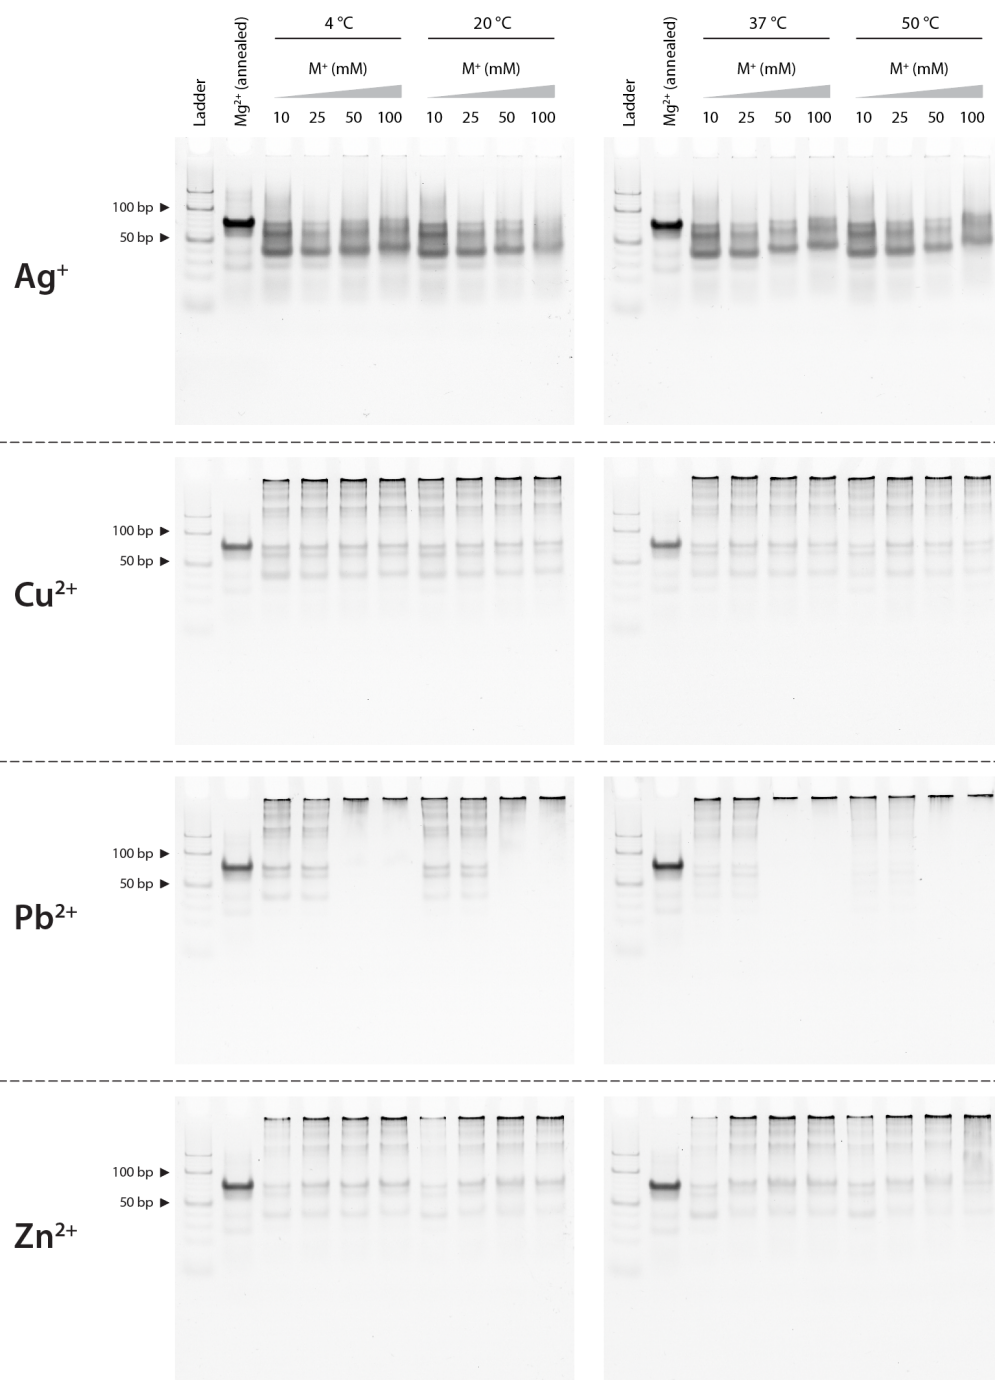 4 °C 20 °C 37 °C 50 °C
Ladder Mg²⁺ (annealed) M⁺ (mM) M⁺ (mM) Ladder Mg²⁺ (annealed) M⁺ (mM) M⁺ (mM)
10 25 50 100 10 25 50 100 10 25 50 100 10 25 50 100
100 bp ►
50 bp ►
Ag⁺
100 bp ►
50 bp ►
Cu²⁺
100 bp ►
50 bp ►
Pb²⁺
100 bp ►
50 bp ►
Zn²⁺